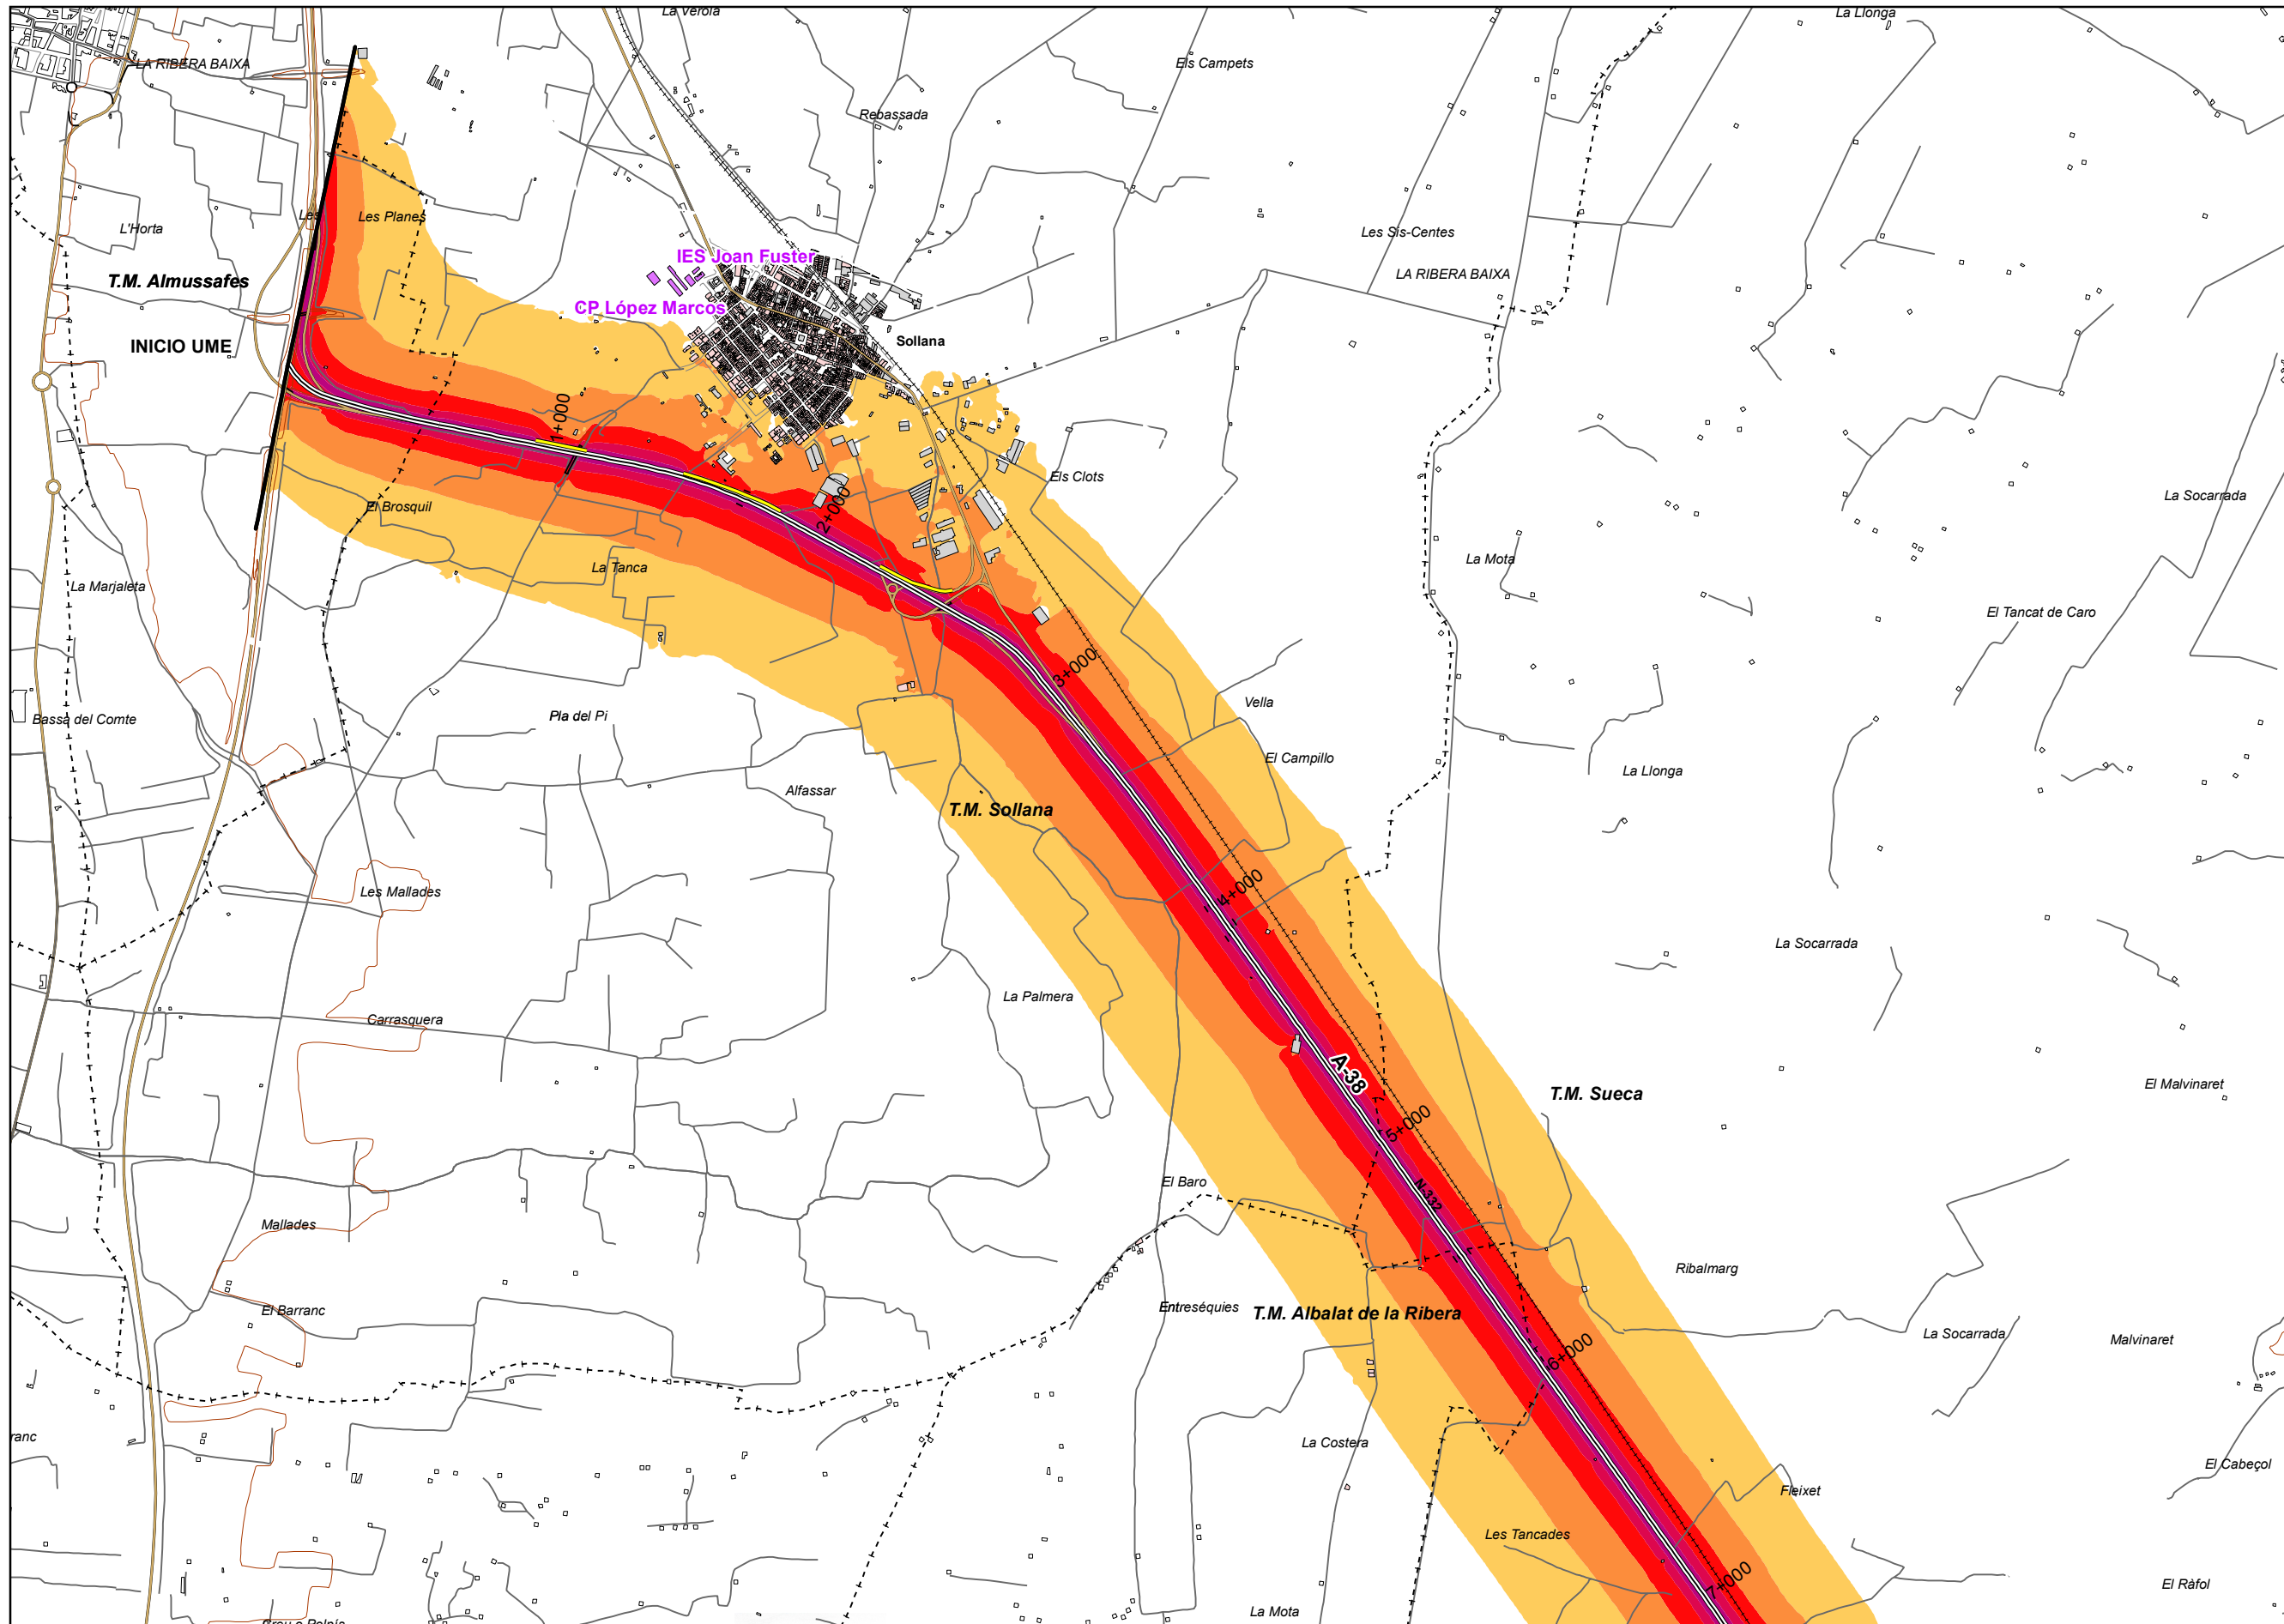 La Verola
La Llonga
LA RIBERA BAIXA
Els Campets
Rebassada
Les
Les Planes
L'Horta
Les Sis-Centes
IES Joan Fuster
LA RIBERA BAIXA
T.M. Almussafes
CP López Marcos
INICIO UME
Sollana
1+000
Els Clots
La Socarrada
El Brosquil
2+000
La Mota
La Tanca
La Marjaleta
El Tancat de Caro
3+000
Vella
Bassa del Comte
Pla del Pi
El Campillo
La Llonga
Alfassar
T.M. Sollana
4+000
Les Mallades
La Socarrada
La Palmera
Carrasquera
A-38
El Malvinaret
T.M. Sueca
5+000
El Baro
N-332
Mallades
Ribalmarg
El Barranc
Entreséquies
T.M. Albalat de la Ribera
La Socarrada
Malvinaret
6+000
ranc
La Costera
El Cabeçol
Fleixet
Les Tancades
7+000
El Ràfol
La Mota